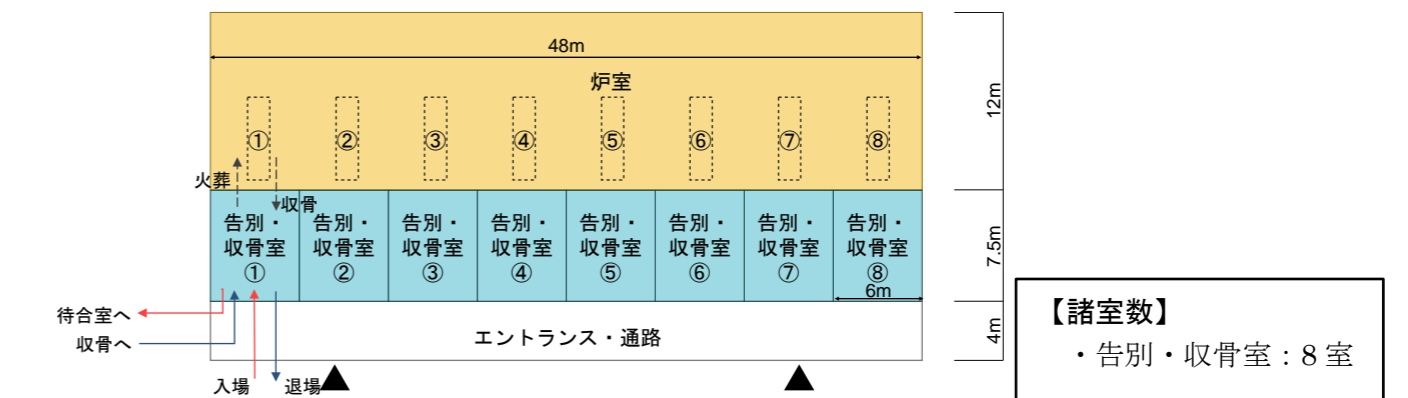 48m
炉室
12m
①
②
③
④
⑤
⑥
⑦
⑧
火葬
収骨
告別・
収骨室
①
告別・
収骨室
②
告別・
収骨室
③
告別・
収骨室
④
告別・
収骨室
⑤
告別・
収骨室
⑥
告別・
収骨室
⑦
告別・
収骨室
⑧
6m
7.5m
待合室へ
収骨へ
エントランス・通路
4m
入場
退場
【諸室数】
・告別・収骨室：8室